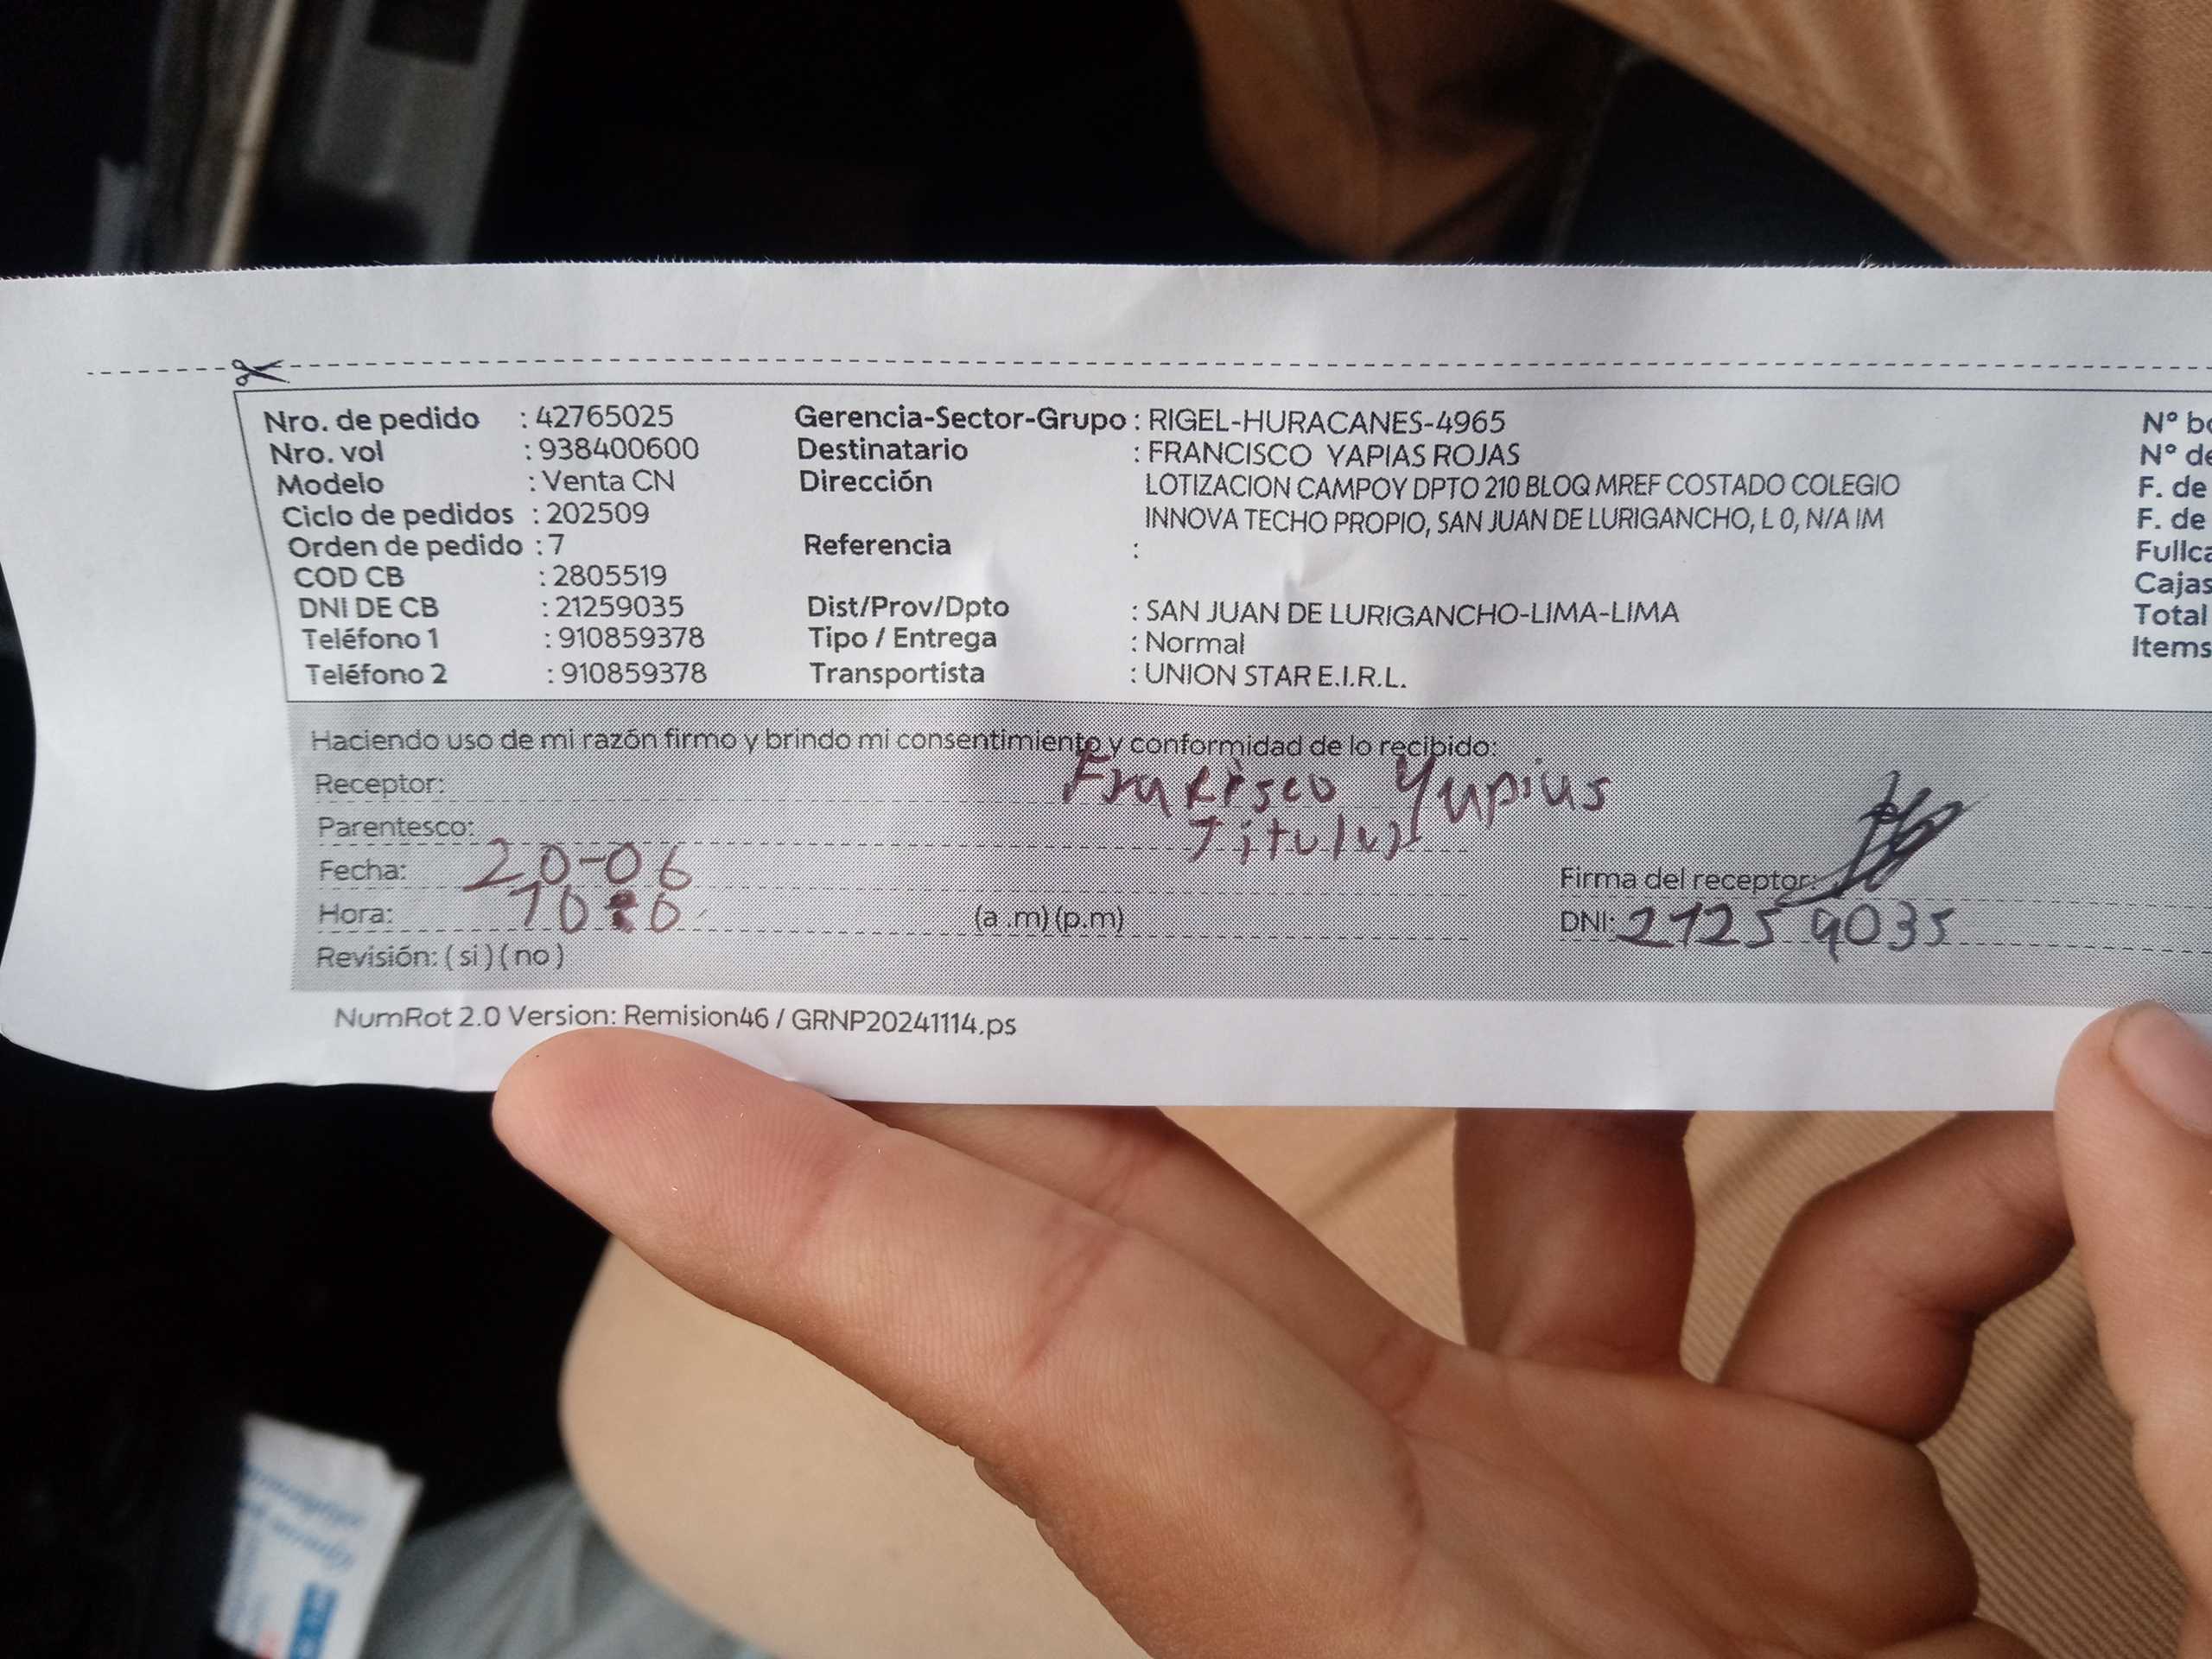 Nro. de pedido : 42765025
Nro. vol : 938400600
Modelo : Venta CN
Ciclo de pedidos : 202509
Orden de pedido : 7
COD CB : 2805519
DNI DE CB : 21259035
Teléfono 1 : 910859378
Teléfono 2 : 910859378
Gerencia-Sector-Grupo : RIGEL-HURACANES-4965
Destinatario : FRANCISCO YAPIAS ROJAS
Dirección LOTIZACION CAMPOY DPTO 210 BLOQ MREF COSTADO COLEGIO
INNOVA TECHO PROPIO, SAN JUAN DE LURIGANCHO, L 0, N/A IM
Referencia :
Dist/Prov/Dpto : SAN JUAN DE LURIGANCHO-LIMA-LIMA
Tipo / Entrega : Normal
Transportista : UNION STAR E.I.R.L.
N° bo
N° de
F. de
F. de
Fullca
Cajas
Total
Items
Haciendo uso de mi razón firmo y brindo mi consentimiento y conformidad de lo recibido:
Receptor: Francisco Yapias
Parentesco: Titular
Fecha: 20-06
Hora: (a .m) (p.m)
Revisión: ( si ) ( no )
Firma del receptor:
DNI: 21259035
NumRot 2.0 Version: Remision46 / GRNP20241114.ps